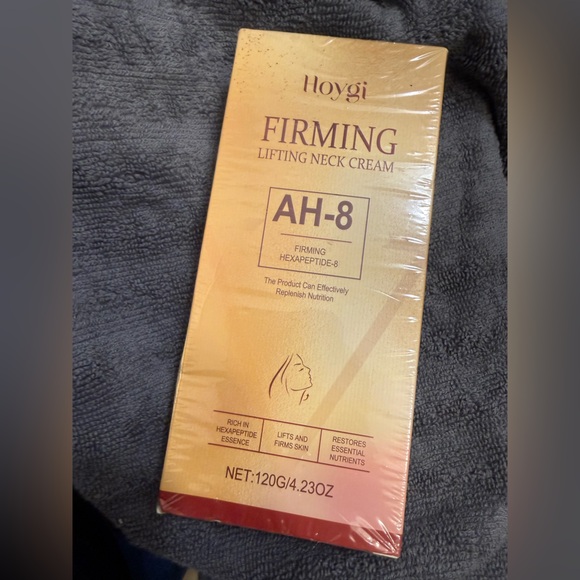 Hoygi
FIRMING
LIFTING NECK CREAM
AH-8
FIRMING
HEXAPEPTIDE-8
The Product Can Effectively
Replenish Nutrition
RICH IN
HEXAPEPTIDE
ESSENCE
LIFTS AND
FIRMS SKIN
RESTORES
ESSENTIAL
NUTRIENTS
NET:120G/4.23OZ